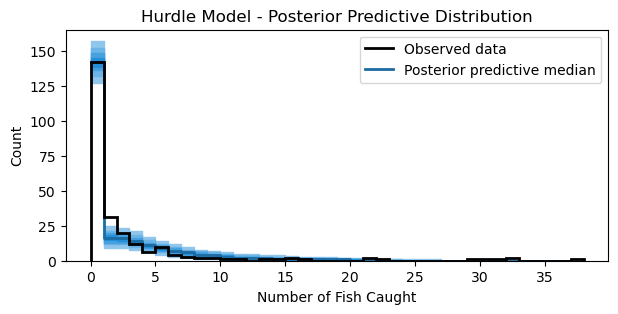 Hurdle Model - Posterior Predictive Distribution
Observed data
Posterior predictive median
Count
150
125
100
75
50
25
0
0 5 10 15 20 25 30 35
Number of Fish Caught